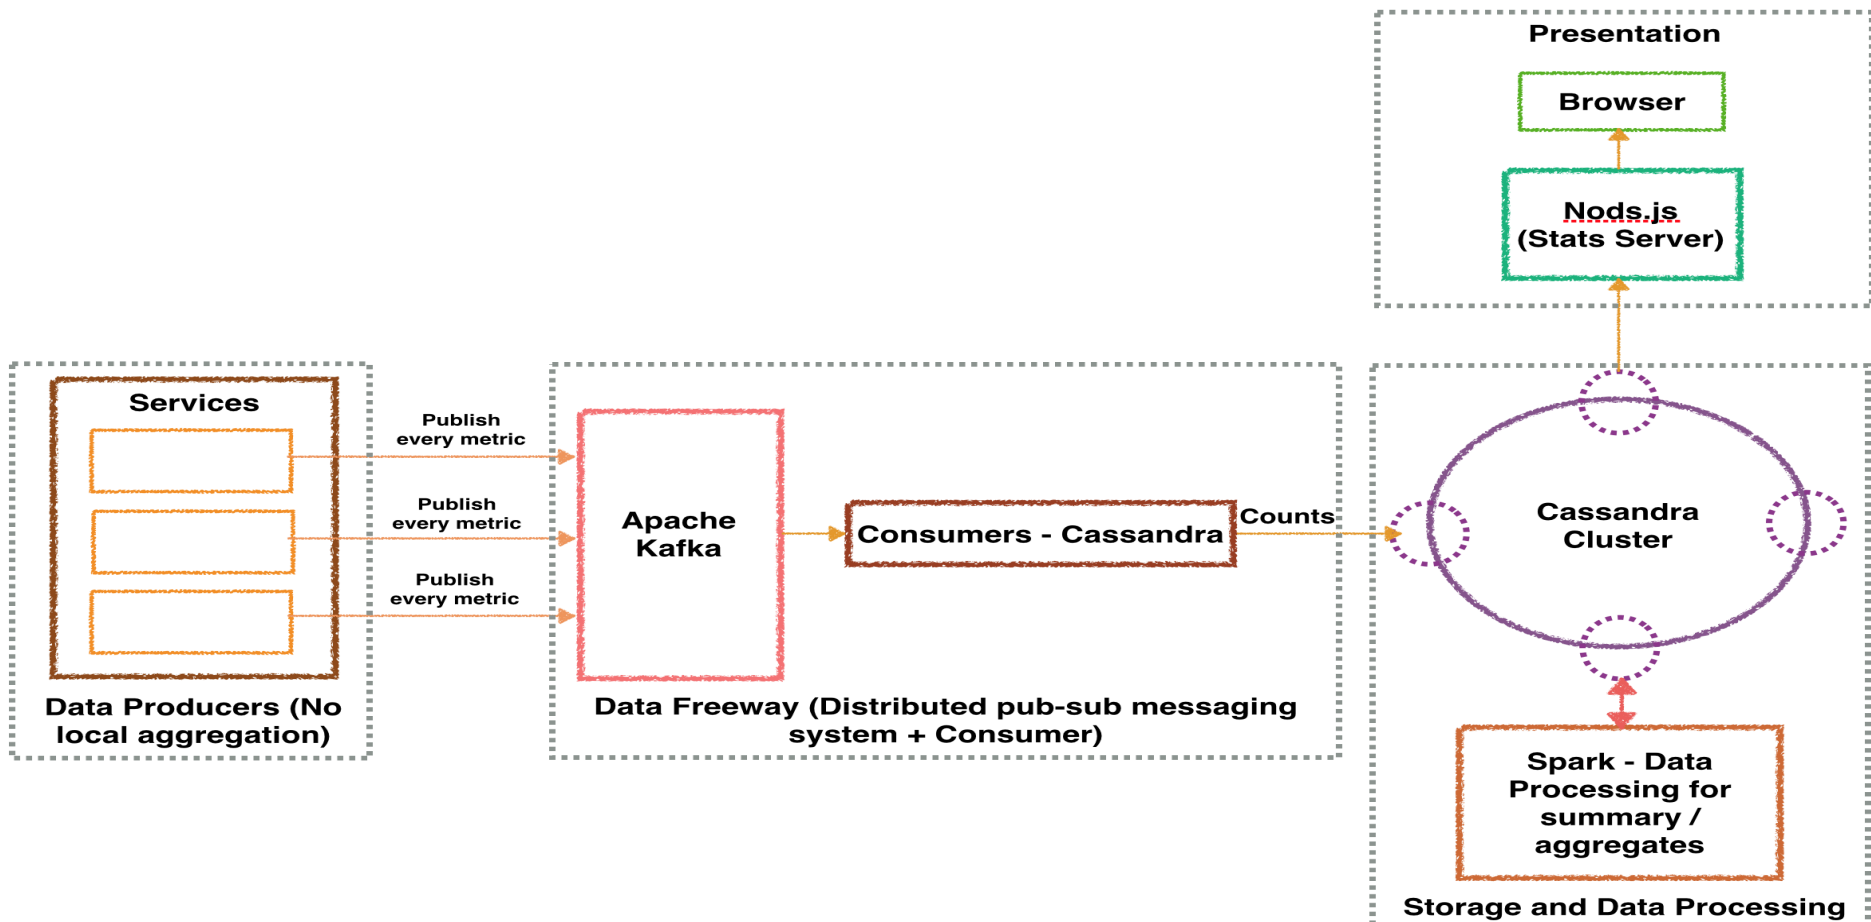 Presentation
Browser
Nods.js
(Stats Server)
Services
Publish
every metric
Publish
every metric
Publish
every metric
Data Producers (No
local aggregation)
Apache
Kafka
Consumers - Cassandra
Counts
Data Freeway (Distributed pub-sub messaging
system + Consumer)
Cassandra
Cluster
Spark - Data
Processing for
summary /
aggregates
Storage and Data Processing